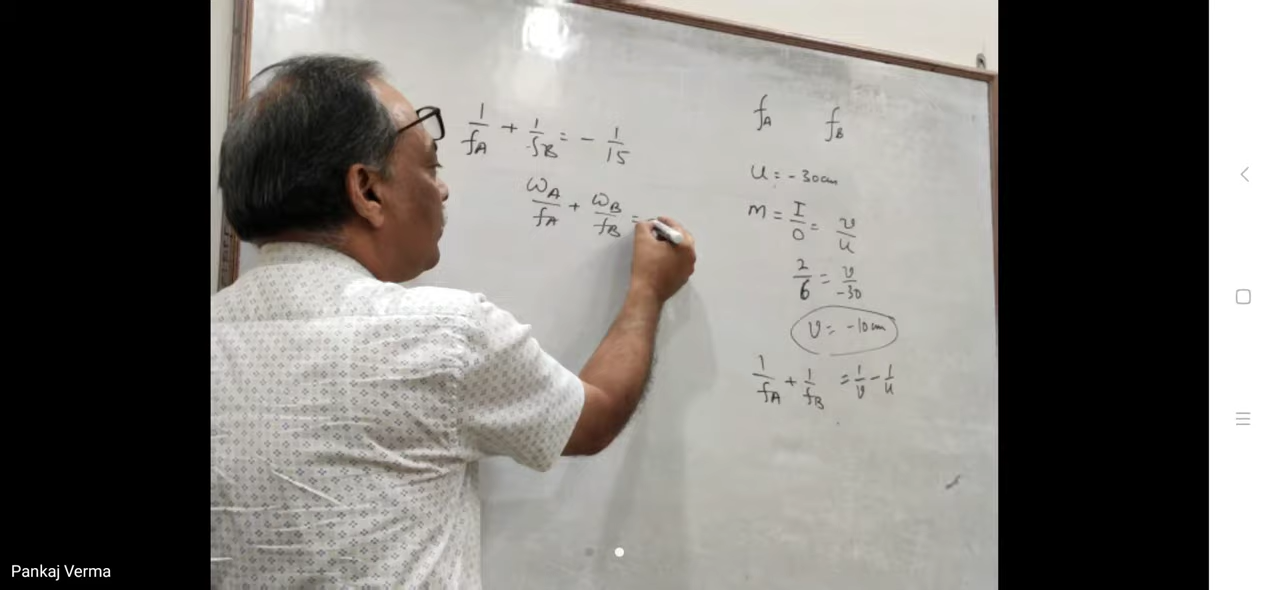 1/fA + 1/fB = - 1/15
ωA/fA + ωB/fB =
fA fB
u = -30cm
m = I/O = v/u
2/6 = v/-30
v = -10cm
1/fA + 1/fB = 1/v - 1/u
Pankaj Verma